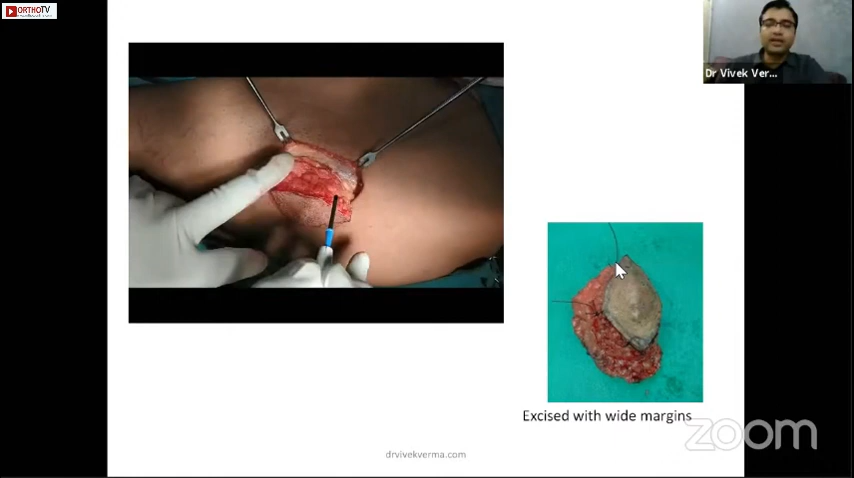 ORTHOTV
Dr Vivek Ver...
Excised with wide margins
zoom
drvivekverma.com